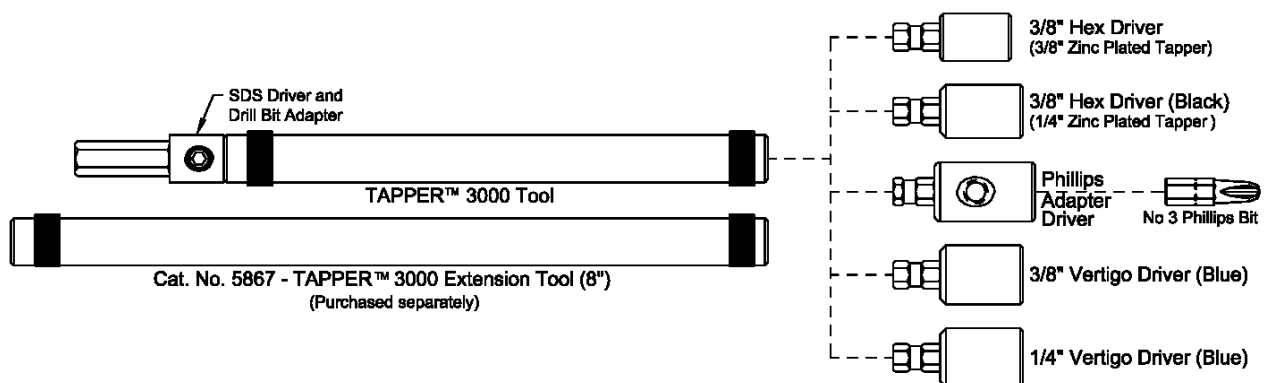 SDS Driver and
Drill Bit Adapter
TAPPER™ 3000 Tool
Cat. No. 5867 - TAPPER™ 3000 Extension Tool (8")
(Purchased separately)
3/8" Hex Driver
(3/8" Zinc Plated Tapper)
3/8" Hex Driver (Black)
(1/4" Zinc Plated Tapper )
Phillips
Adapter
Driver
No 3 Phillips Bit
3/8" Vertigo Driver (Blue)
1/4" Vertigo Driver (Blue)